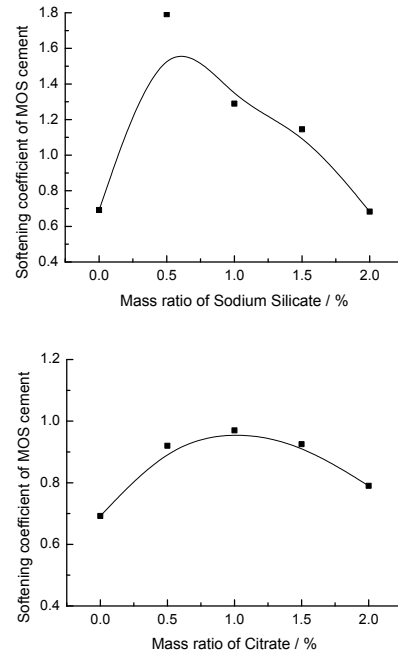 1.8
1.6
1.4
1.2
1.0
0.8
0.6
0.4
Softening coefficient of MOS cement
0.0 0.5 1.0 1.5 2.0
Mass ratio of Sodium Silicate / %
1.2
1.0
0.8
0.6
0.4
Softening coefficient of MOS cement
0.0 0.5 1.0 1.5 2.0
Mass ratio of Citrate / %